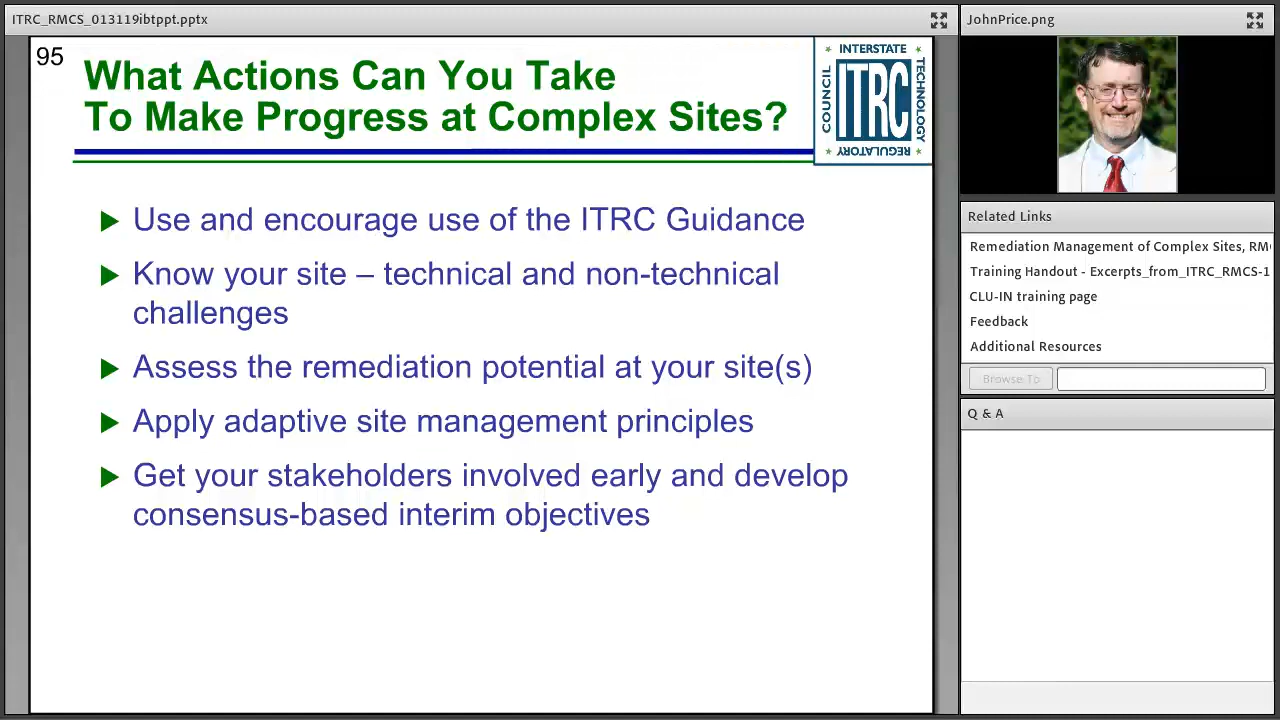 ITRC_RMCS_013119ibtppt.pptx
95
What Actions Can You Take
To Make Progress at Complex Sites?
INTERSTATE
TECHNOLOGY
REGULATORY
COUNCIL
ITRC
Use and encourage use of the ITRC Guidance
Know your site – technical and non-technical
challenges
Assess the remediation potential at your site(s)
Apply adaptive site management principles
Get your stakeholders involved early and develop
consensus-based interim objectives
JohnPrice.png
Related Links
Remediation Management of Complex Sites, RM
Training Handout - Excerpts_from_ITRC_RMCS-1
CLU-IN training page
Feedback
Additional Resources
Browse To
Q & A